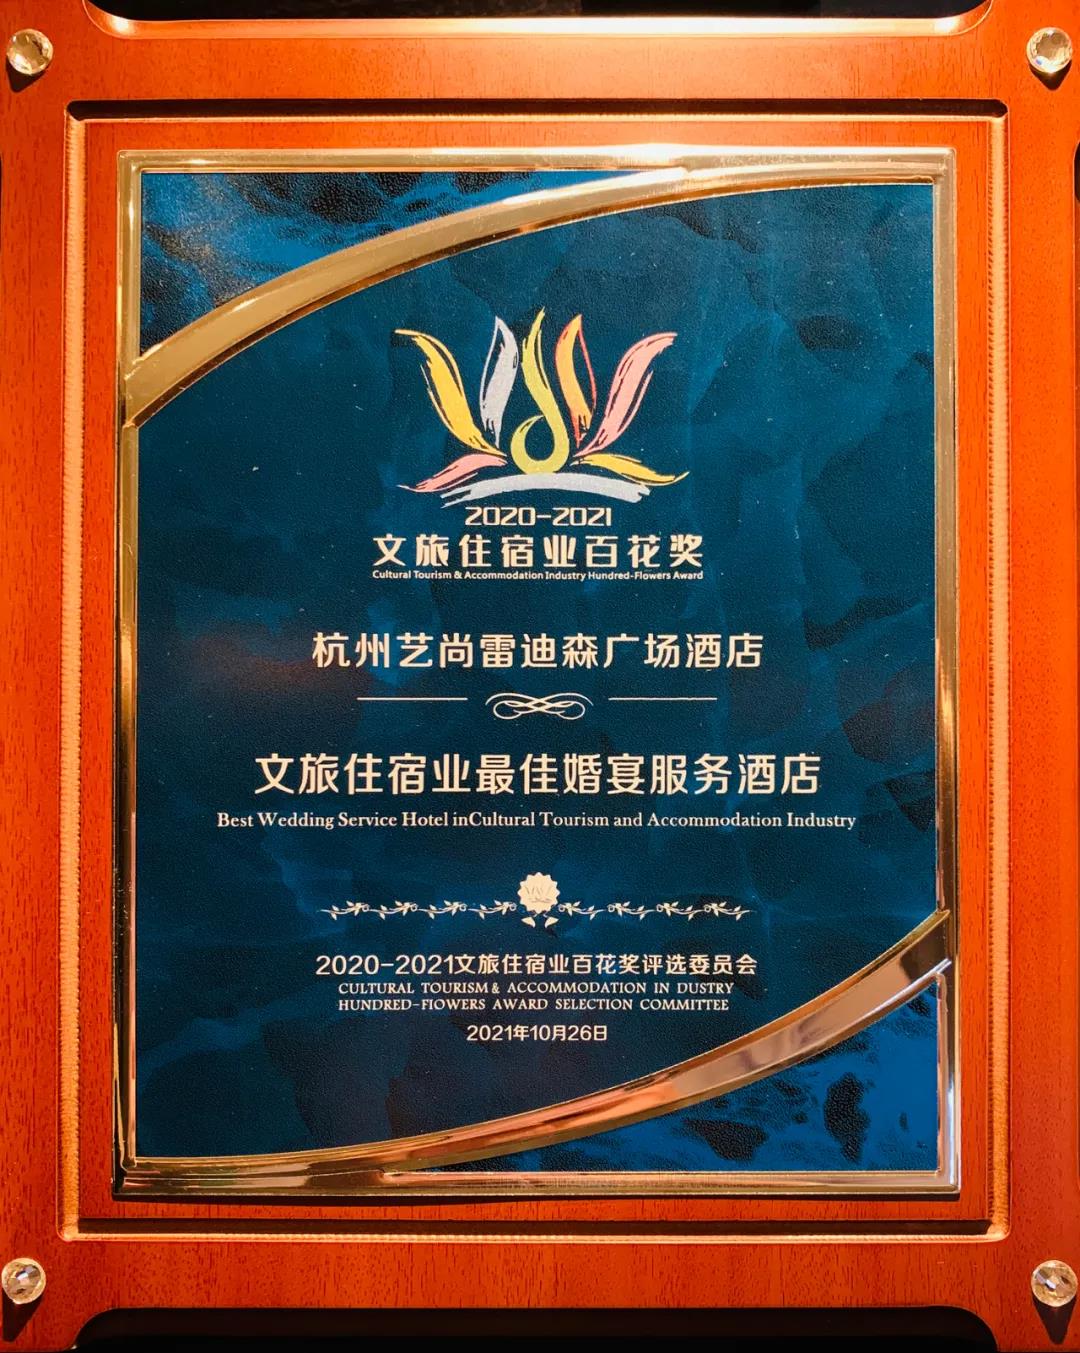 2020-2021
文旅住宿业百花奖
Cultural Tourism & Accommodation Industry Hundred-Flowers Award
杭州艺尚雷迪森广场酒店
文旅住宿业最佳婚宴服务酒店
Best Wedding Service Hotel inCultural Tourism and Accommodation Industry
2020-2021文旅住宿业百花奖评选委员会
CULTURAL TOURISM& ACCOMMODATION IN DUSTRY
HUNDRED-FIOWERS AWARD SELECTION COMMITTEE
2021年10月26日